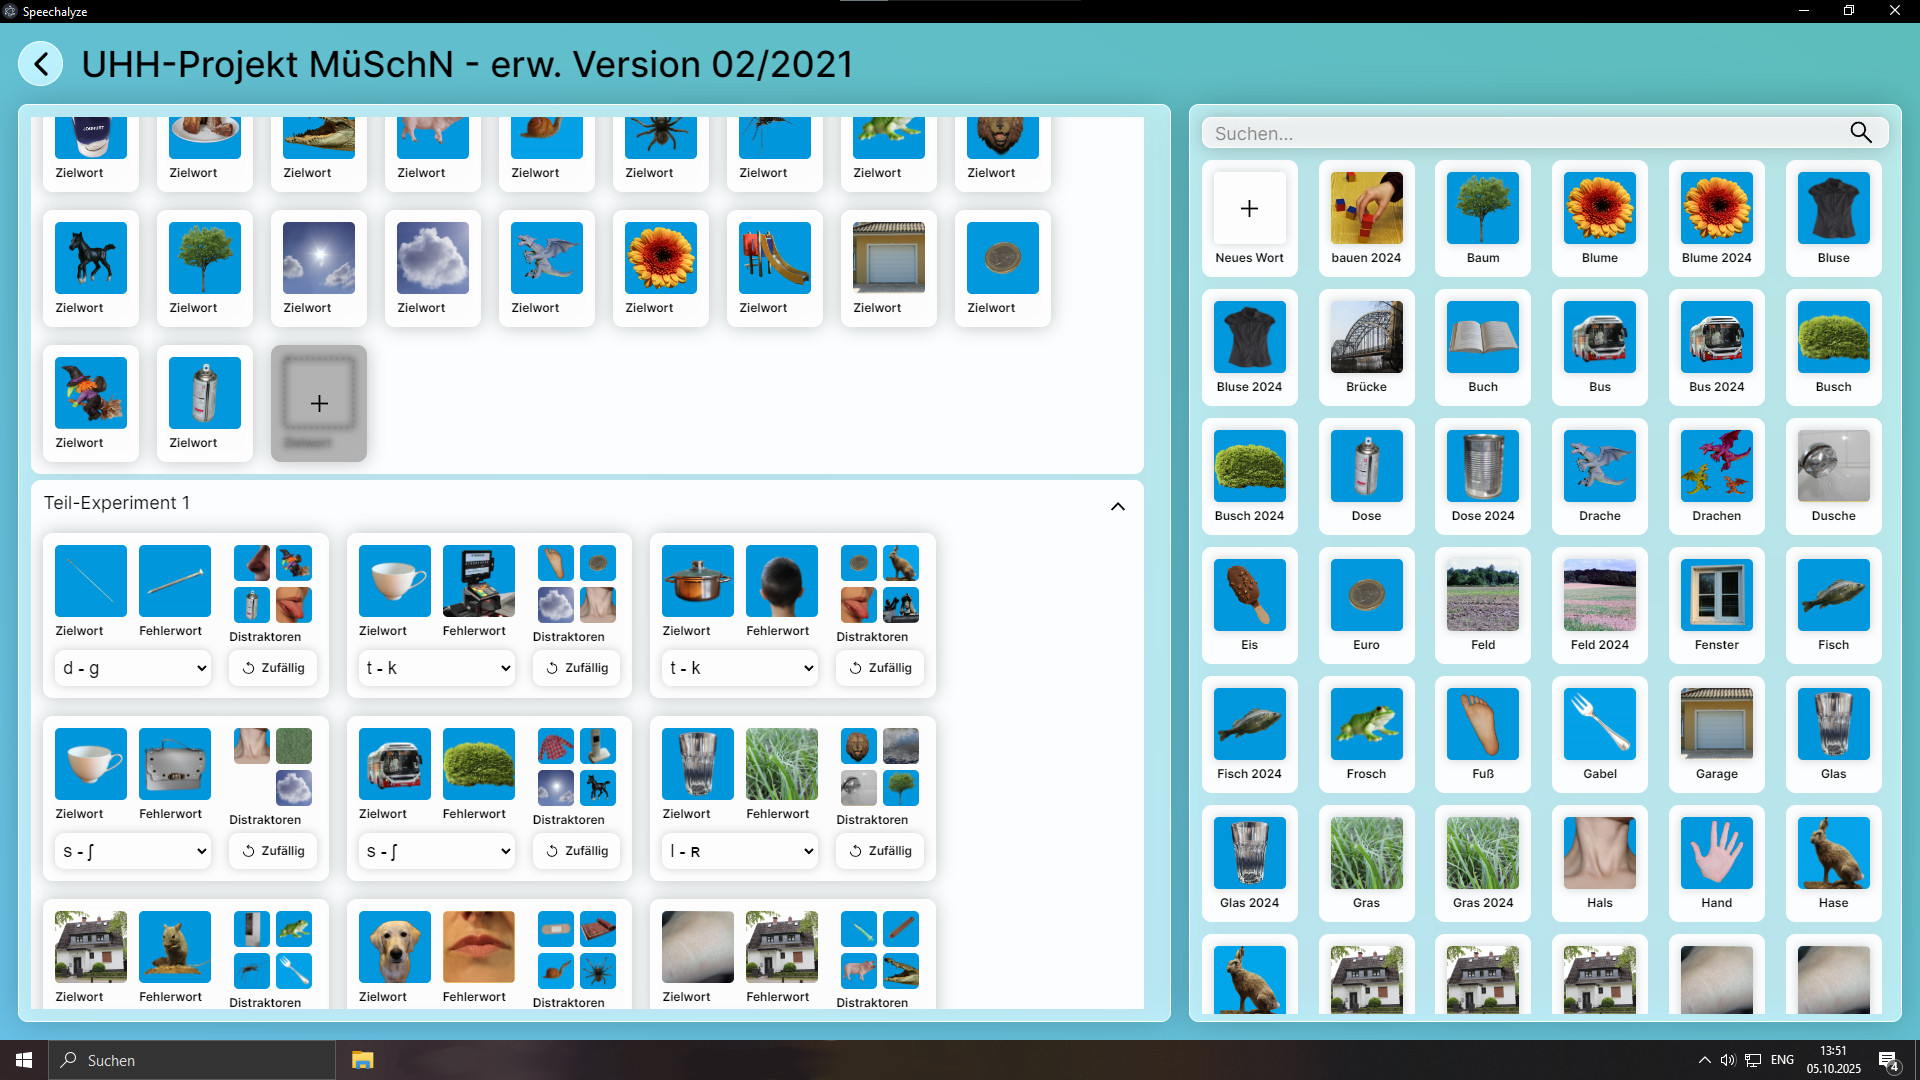 Speechalyze
UHH-Projekt MüSchN - erw. Version 02/2021
Zielwort Zielwort Zielwort Zielwort Zielwort Zielwort Zielwort Zielwort Zielwort
Zielwort Zielwort Zielwort Zielwort Zielwort Zielwort Zielwort Zielwort Zielwort
Zielwort Zielwort
Teil-Experiment 1
Zielwort Fehlerwort Distraktoren Zielwort Fehlerwort Distraktoren Zielwort Fehlerwort Distraktoren
d - g Zufällig t - k Zufällig t - k Zufällig
Zielwort Fehlerwort Distraktoren Zielwort Fehlerwort Distraktoren Zielwort Fehlerwort Distraktoren
s - ʃ Zufällig s - ʃ Zufällig l - ʀ Zufällig
Zielwort Fehlerwort Distraktoren Zielwort Fehlerwort Distraktoren Zielwort Fehlerwort Distraktoren
Suchen...
Neues Wort bauen 2024 Baum Blume Blume 2024 Bluse
Bluse 2024 Brücke Buch Bus Bus 2024 Busch
Busch 2024 Dose Dose 2024 Drache Drachen Dusche
Eis Euro Feld Feld 2024 Fenster Fisch
Fisch 2024 Frosch Fuß Gabel Garage Glas
Glas 2024 Gras Gras 2024 Hals Hand Hase
Suchen
ENG
13:51
05.10.2025
4